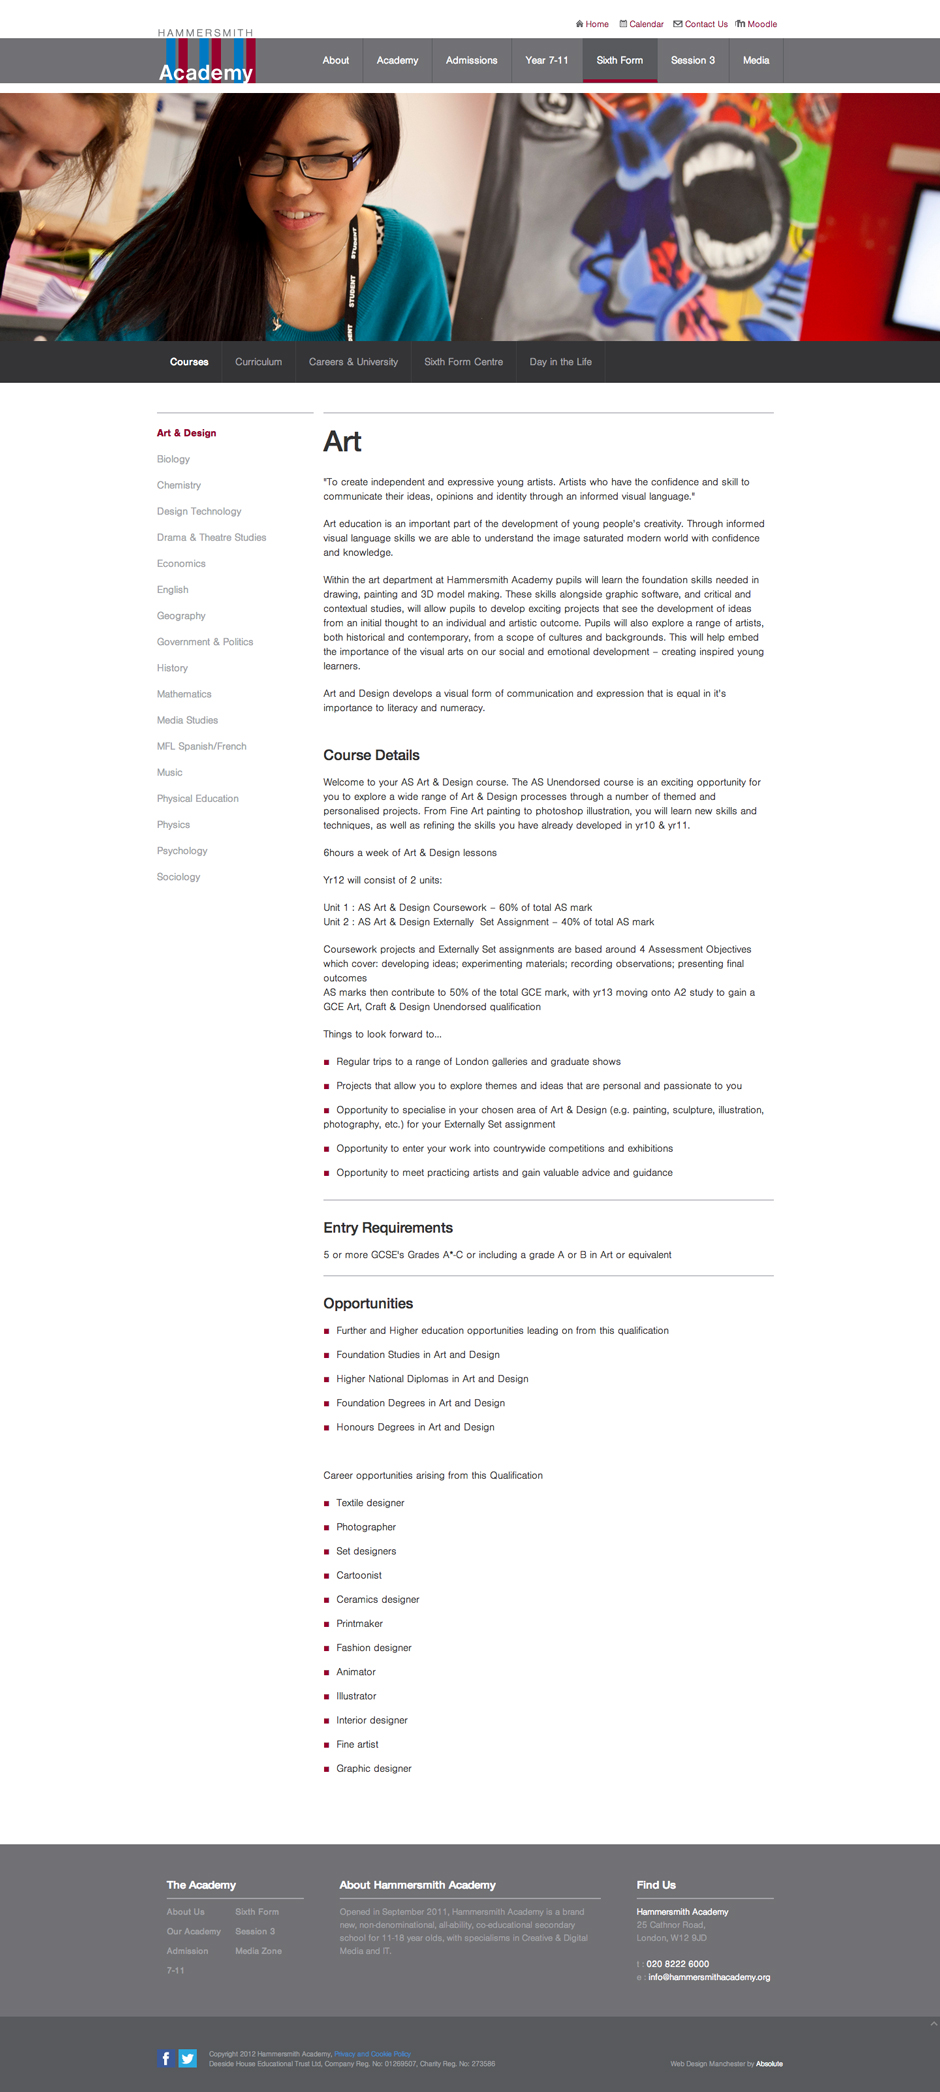 Home Calendar Contact Us Moodle
HAMMERSMITH
Academy
About Academy Admissions Year 7-11 Sixth Form Session 3 Media
STUDENT
STUDENT
Courses Curriculum Careers & University Sixth Form Centre Day in the Life
Art & Design
Biology
Chemistry
Design Technology
Drama & Theatre Studies
Economics
English
Geography
Government & Politics
History
Mathematics
Media Studies
MFL Spanish/French
Music
Physical Education
Physics
Psychology
Sociology
Art
"To create independent and expressive young artists. Artists who have the confidence and skill to
communicate their ideas, opinions and identity through an informed visual language."
Art education is an important part of the development of young people's creativity. Through informed
visual language skills we are able to understand the image saturated modern world with confidence
and knowledge.
Within the art department at Hammersmith Academy pupils will learn the foundation skills needed in
drawing, painting and 3D model making. These skills alongside graphic software, and critical and
contextual studies, will allow pupils to develop exciting projects that see the development of ideas
from an initial thought to an individual and artistic outcome. Pupils will also explore a range of artists,
both historical and contemporary, from a scope of cultures and backgrounds. This will help embed
the importance of the visual arts on our social and emotional development – creating inspired young
learners.
Art and Design develops a visual form of communication and expression that is equal in it's
importance to literacy and numeracy.
Course Details
Welcome to your AS Art & Design course. The AS Unendorsed course is an exciting opportunity for
you to explore a wide range of Art & Design processes through a number of themed and
personalised projects. From Fine Art painting to photoshop illustration, you will learn new skills and
techniques, as well as refining the skills you have already developed in yr10 & yr11.
6hours a week of Art & Design lessons
Yr12 will consist of 2 units:
Unit 1 : AS Art & Design Coursework – 60% of total AS mark
Unit 2 : AS Art & Design Externally Set Assignment – 40% of total AS mark
Coursework projects and Externally Set assignments are based around 4 Assessment Objectives
which cover: developing ideas; experimenting materials; recording observations; presenting final
outcomes
AS marks then contribute to 50% of the total GCE mark, with yr13 moving onto A2 study to gain a
GCE Art, Craft & Design Unendorsed qualification
Things to look forward to...
Regular trips to a range of London galleries and graduate shows
Projects that allow you to explore themes and ideas that are personal and passionate to you
Opportunity to specialise in your chosen area of Art & Design (e.g. painting, sculpture, illustration,
photography, etc.) for your Externally Set assignment
Opportunity to enter your work into countrywide competitions and exhibitions
Opportunity to meet practicing artists and gain valuable advice and guidance
Entry Requirements
5 or more GCSE's Grades A*-C or including a grade A or B in Art or equivalent
Opportunities
Further and Higher education opportunities leading on from this qualification
Foundation Studies in Art and Design
Higher National Diplomas in Art and Design
Foundation Degrees in Art and Design
Honours Degrees in Art and Design
Career opportunities arising from this Qualification
Textile designer
Photographer
Set designers
Cartoonist
Ceramics designer
Printmaker
Fashion designer
Animator
Illustrator
Interior designer
Fine artist
Graphic designer
The Academy
About Us Sixth Form
Our Academy Session 3
Admission Media Zone
7-11
About Hammersmith Academy
Opened in September 2011, Hammersmith Academy is a brand
new, non-denominational, all-ability, co-educational secondary
school for 11-18 year olds, with specialisms in Creative & Digital
Media and IT.
Find Us
Hammersmith Academy
25 Cathnor Road,
London, W12 9JD
t : 020 8222 6000
e : info@hammersmithacademy.org
Copyright 2012 Hammersmith Academy, Privacy and Cookie Policy
Deeside House Educational Trust Ltd, Company Reg. No: 01269507, Charity Reg. No: 273586
Web Design Manchester by Absolute